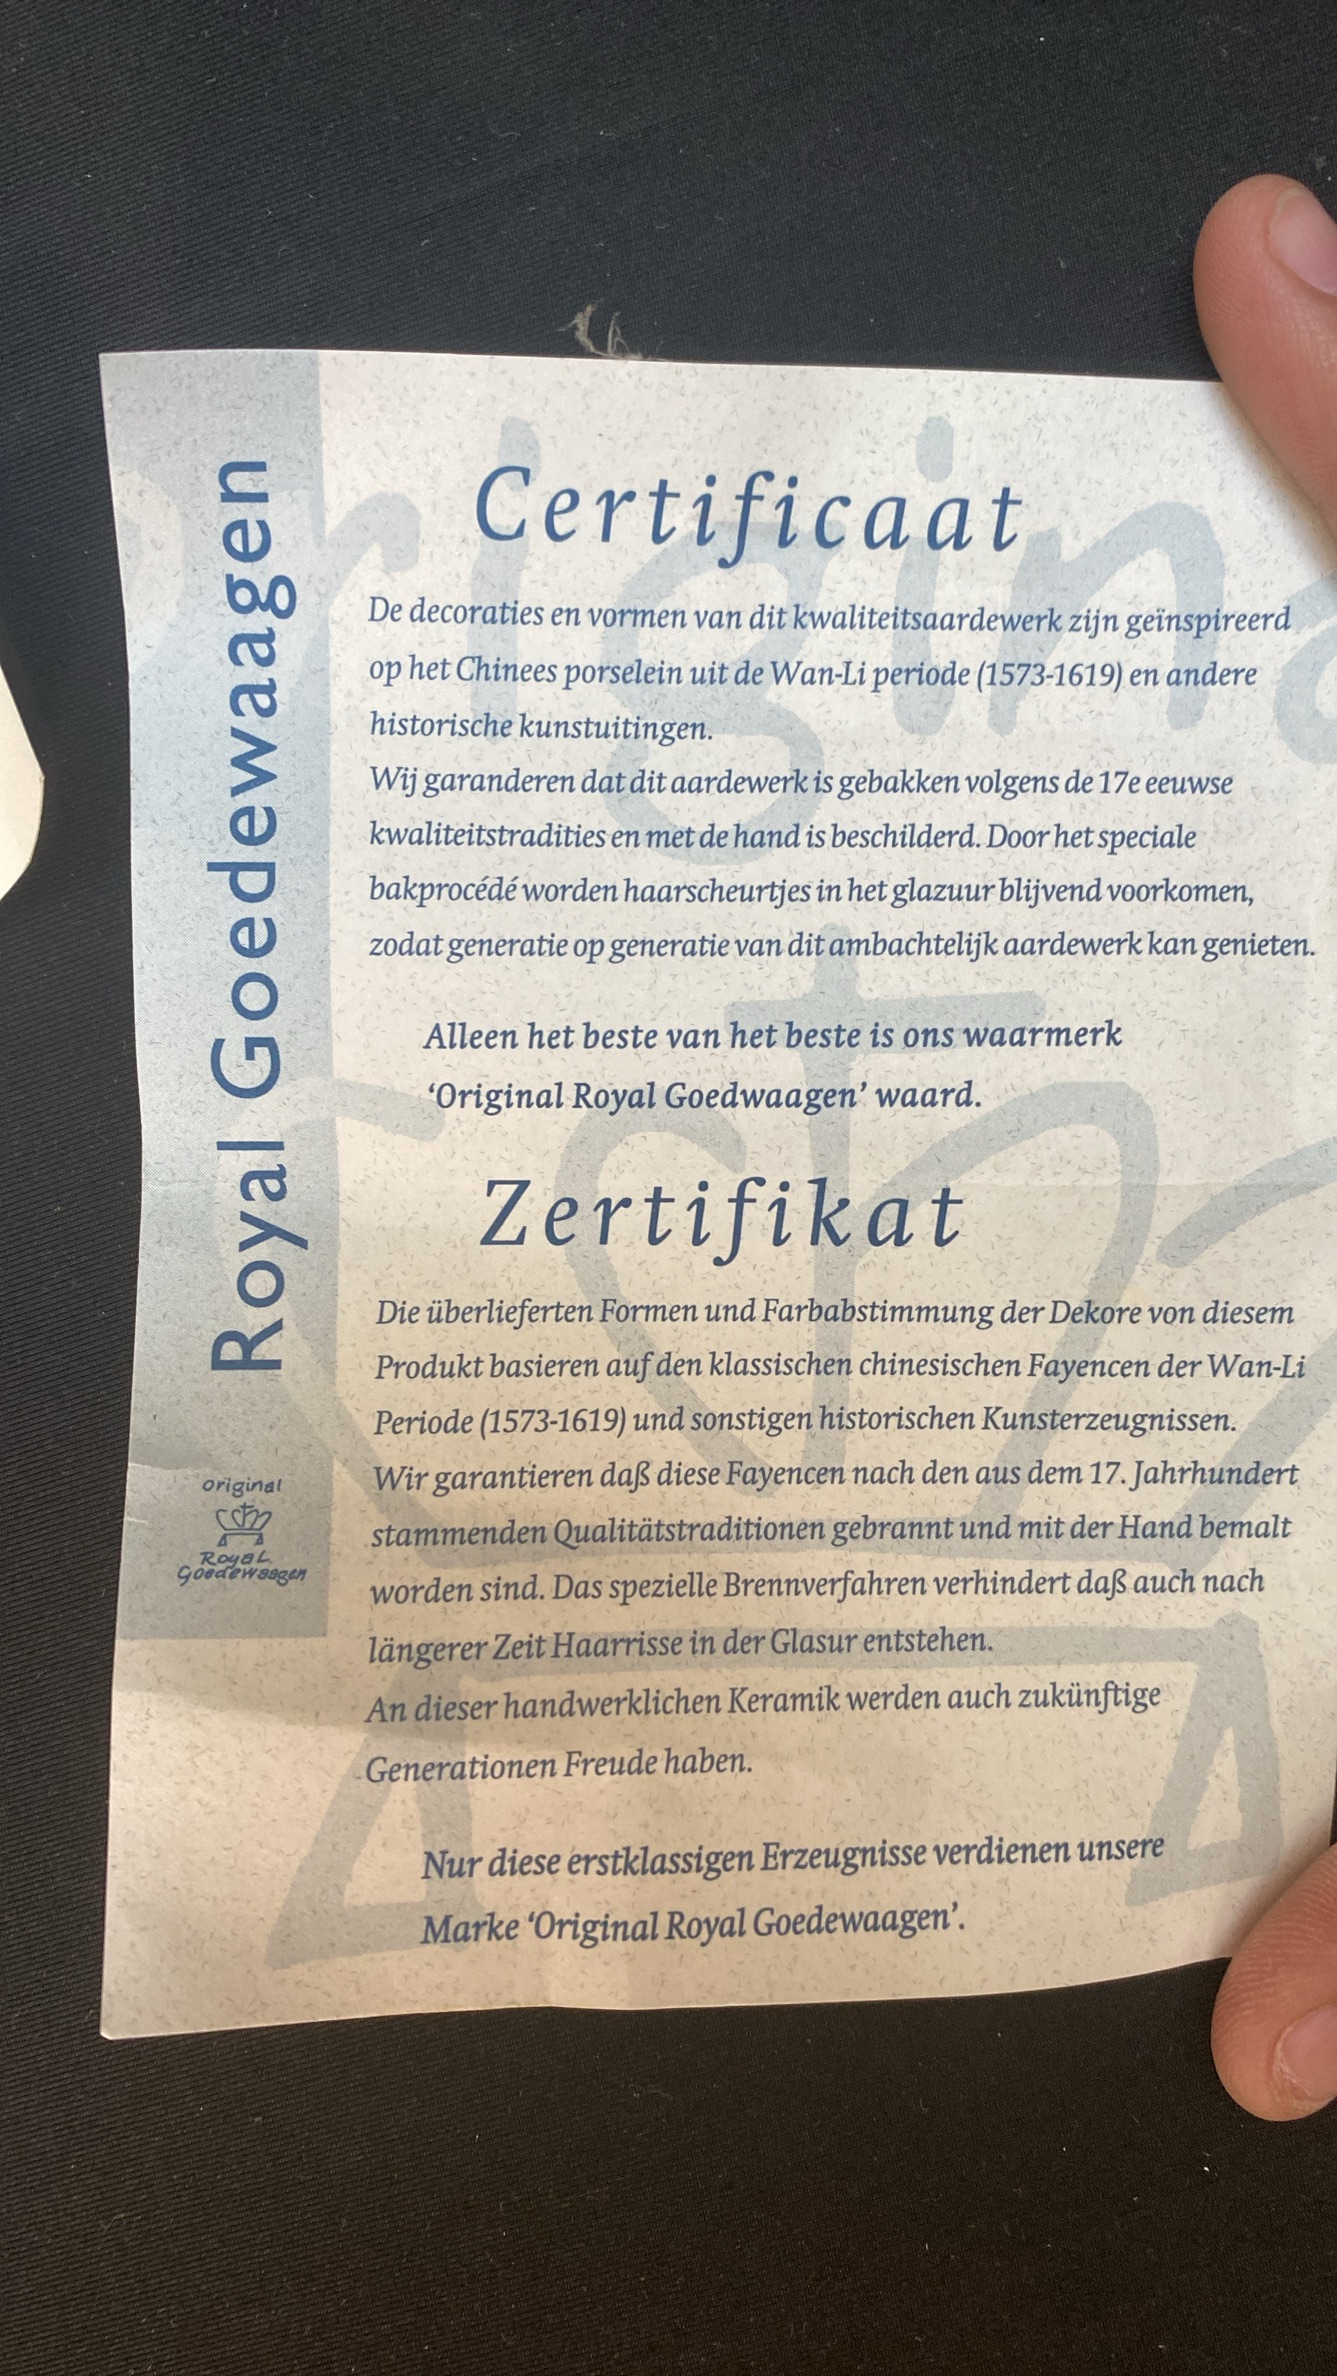 Royal Goedewaagen
original
Royal
Goedewaagen
Certificaat
De decoraties en vormen van dit kwaliteitsaardewerk zijn geïnspireerd
op het Chinees porselein uit de Wan-Li periode (1573-1619) en andere
historische kunstuitingen.
Wij garanderen dat dit aardewerk is gebakken volgens de 17e eeuwse
kwaliteitstradities en met de hand is beschilderd. Door het speciale
bakprocédé worden haarscheurtjes in het glazuur blijvend voorkomen,
zodat generatie op generatie van dit ambachtelijk aardewerk kan genieten.
Alleen het beste van het beste is ons waarmerk
‘Original Royal Goedwaagen’ waard.
Zertifikat
Die überlieferten Formen und Farbabstimmung der Dekore von diesem
Produkt basieren auf den klassischen chinesischen Fayencen der Wan-Li
Periode (1573-1619) und sonstigen historischen Kunsterzeugnissen.
Wir garantieren daß diese Fayencen nach den aus dem 17. Jahrhundert
stammenden Qualitätstraditionen gebrannt und mit der Hand bemalt
worden sind. Das spezielle Brennverfahren verhindert daß auch nach
längerer Zeit Haarrisse in der Glasur entstehen.
An dieser handwerklichen Keramik werden auch zukünftige
Generationen Freude haben.
Nur diese erstklassigen Erzeugnisse verdienen unsere
Marke ‘Original Royal Goedewaagen’.